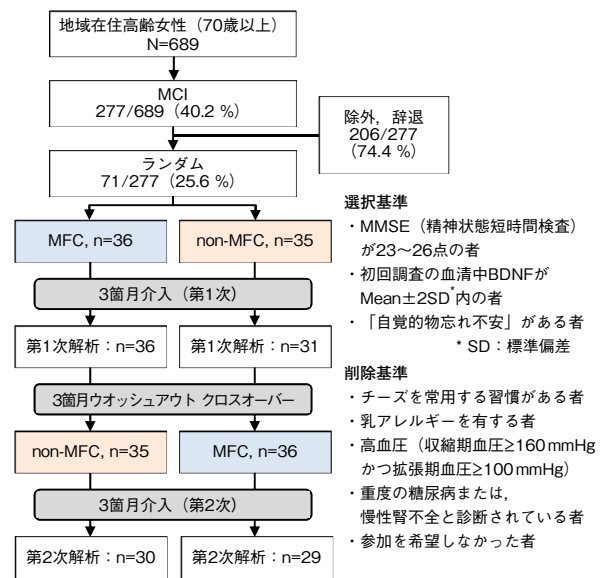 地域在住高齢女性（70歳以上）
N=689
MCI
277/689（40.2 %）
除外，辞退
206/277
(74.4 %)
ランダム
71/277（25.6 %）
MFC, n=36
non-MFC, n=35
3箇月介入（第1次）
第1次解析：n=36
第1次解析：n=31
3箇月ウオッシュアウト クロスオーバー
non-MFC, n=35
MFC, n=36
3箇月介入（第2次）
第2次解析：n=30
第2次解析：n=29
選択基準
・MMSE（精神状態短時間検査）
が23～26点の者
・初回調査の血清中BDNFが
Mean±2SD*内の者
・「自覚的物忘れ不安」がある者
* SD：標準偏差
削除基準
・チーズを常用する習慣がある者
・乳アレルギーを有する者
・高血圧（収縮期血圧≥160 mmHg
かつ拡張期血圧≥100 mmHg）
・重度の糖尿病または，
慢性腎不全と診断されている者
・参加を希望しなかった者